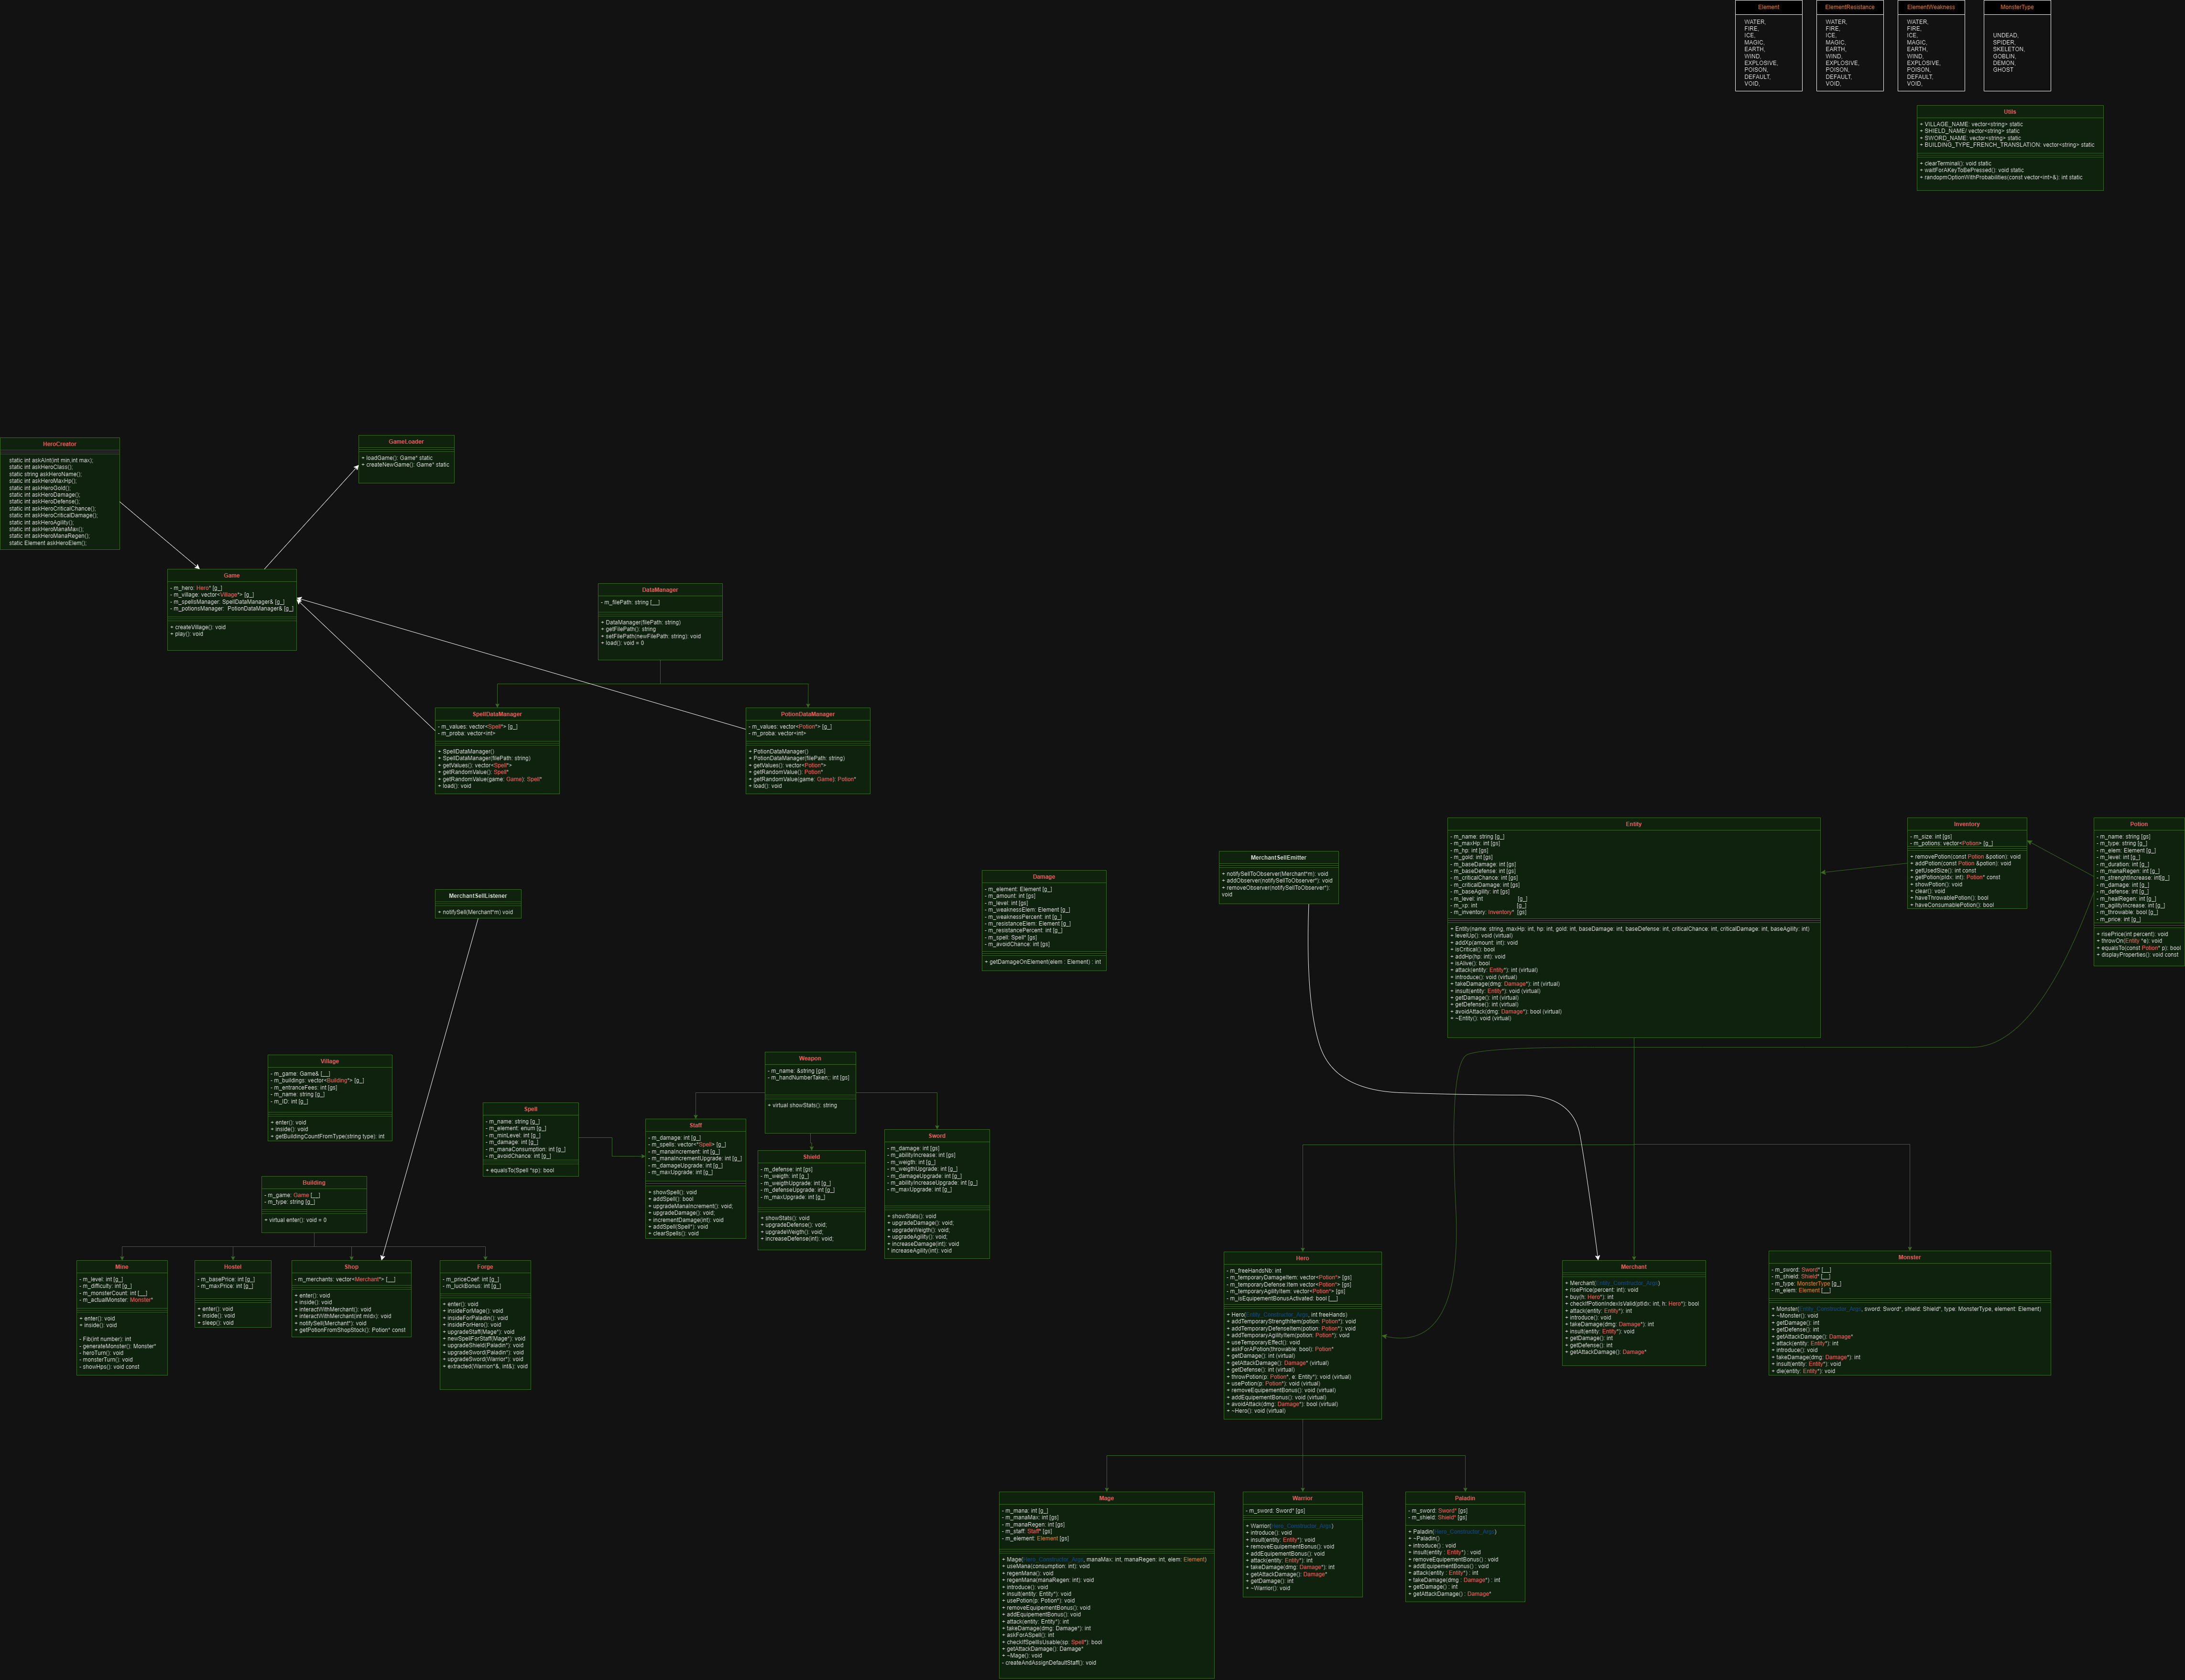 Element
WATER,
FIRE,
ICE,
MAGIC,
EARTH,
WIND,
EXPLOSIVE,
POISON,
DEFAULT,
VOID,
ElementResistance
WATER,
FIRE,
ICE,
MAGIC,
EARTH,
WIND,
EXPLOSIVE,
POISON,
DEFAULT,
VOID,
ElementWeakness
WATER,
FIRE,
ICE,
MAGIC,
EARTH,
WIND,
EXPLOSIVE,
POISON,
DEFAULT,
VOID,
MonsterType
UNDEAD,
SPIDER,
SKELETON,
GOBLIN,
DEMON,
GHOST
Utils
+ VILLAGE_NAME: vector<string> static
+ SHIELD_NAME/ vector<string> static
+ SWORD_NAME: vector<string> static
+ BUILDING_TYPE_FRENCH_TRANSLATION: vector<string> static
+ clearTerminal(): void static
+ waitForAKeyToBePressed(): void static
+ randopmOptionWithProbabilities(const vector<int>&): int static
HeroCreator
static int askAInt(int min,int max);
static int askHeroClass();
static string askHeroName();
static int askHeroMaxHp();
static int askHeroGold();
static int askHeroDamage();
static int askHeroDefense();
static int askHeroCriticalChance();
static int askHeroCriticalDamage();
static int askHeroAgility();
static int askHeroManaMax();
static int askHeroManaRegen();
static Element askHeroElem();
GameLoader
+ loadGame(): Game* static
+ createNewGame(): Game* static
Game
- m_hero: Hero* [g_]
- m_village: vector<Village*> [g_]
- m_spellsManager: SpellDataManager& [g_]
- m_potionsManager: PotionDataManager& [g_]
+ createVillage(): void
+ play(): void
DataManager
- m_filePath: string [__]
+ DataManager(filePath: string)
+ getFilePath(): string
+ setFilePath(newFilePath: string): void
+ load(): void = 0
SpellDataManager
- m_values: vector<Spell*> [g_]
- m_proba: vector<int>
+ SpellDataManager()
+ SpellDataManager(filePath: string)
+ getValues(): vector<Spell*>
+ getRandomValue(): Spell*
+ getRandomValue(game: Game): Spell*
+ load(): void
PotionDataManager
- m_values: vector<Potion*> [g_]
- m_proba: vector<int>
+ PotionDataManager()
+ PotionDataManager(filePath: string)
+ getValues(): vector<Potion*>
+ getRandomValue(): Potion*
+ getRandomValue(game: Game): Potion*
+ load(): void
Entity
- m_name: string [g_]
- m_maxHp: int [gs]
- m_hp: int [gs]
- m_gold: int [gs]
- m_baseDamage: int [gs]
- m_baseDefense: int [gs]
- m_criticalChance: int [gs]
- m_criticalDamage: int [gs]
- m_baseAgility: int [gs]
- m_level: int [g_]
- m_xp: int [g_]
- m_inventory: Inventory* [gs]
+ Entity(name: string, maxHp: int, hp: int, gold: int, baseDamage: int, baseDefense: int, criticalChance: int, criticalDamage: int, baseAgility: int)
+ levelUp(): void (virtual)
+ addXp(amount: int): void
+ isCritical(): bool
+ addHp(hp: int): void
+ isAlive(): bool
+ attack(entity: Entity*): int (virtual)
+ introduce(): void (virtual)
+ takeDamage(dmg: Damage*): int (virtual)
+ insult(entity: Entity*): void (virtual)
+ getDamage(): int (virtual)
+ getDefense(): int (virtual)
+ avoidAttack(dmg: Damage*): bool (virtual)
+ ~Entity(): void (virtual)
Inventory
- m_size: int [gs]
- m_potions: vector<Potion> [g_]
+ removePotion(const Potion &potion): void
+ addPotion(const Potion &potion): void
+ getUsedSize(): int const
+ getPotion(pIdx: int): Potion* const
+ showPotion(): void
+ clear(): void
+ haveThrowablePotion(): bool
+ haveConsumablePotion(): bool
Potion
- m_name: string [gs]
- m_type: string [g_]
- m_elem: Element [g_]
- m_level: int [g_]
- m_duration: int [g_]
- m_manaRegen: int [g_]
- m_strenghtIncrease: int[g_]
- m_damage: int [g_]
- m_defense: int [g_]
- m_healRegen: int [g_]
- m_agilityIncrease: int [g_]
- m_throwable: bool [g_]
- m_price: int [g_]
+ risePrice(int percent): void
+ throwOn(Entity *e): void
+ equalsTo(const Potion* p): bool
+ displayProperties(): void const
MerchantSellEmitter
+ notifySellToObserver(Merchant*m): void
+ addObserver(notifySellToObserver*): void
+ removeObserver(notifySellToObserver*):
void
Damage
- m_element: Element [g_]
- m_amount: int [gs]
- m_level: int [gs]
- m_weaknessElem: Element [g_]
- m_weaknessPercent: int [g_]
- m_resistanceElem: Element [g_]
- m_resistancePercent: int [g_]
- m_spell: Spell* [gs]
- m_avoidChance: int [gs]
+ getDamageOnElement(elem : Element) : int
MerchantSellListener
+ notifySell(Merchant*m) void
Village
- m_game: Game& [__]
- m_buildings: vector<Building*> [g_]
- m_entranceFees: int [gs]
- m_name: string [g_]
- m_ID: int [g_]
+ enter(): void
+ inside(): void
+ getBuildingCountFromType(string type): int
Weapon
- m_name: &string [gs]
- m_handNumberTaken;: int [gs]
+ virtual showStats(): string
Spell
- m_name: string [g_]
- m_element: enum [g_]
- m_minLevel: int [g_]
- m_damage: int [g_]
- m_manaConsumption: int [g_]
- m_avoidChance: int [g_]
+ equalsTo(Spell *sp): bool
Staff
- m_damage: int [g_]
- m_spells: vector<*Spell> [g_]
- m_manaIncrement: int [g_]
- m_manaIncrementUpgrade: int [g_]
- m_damageUpgrade: int [g_]
- m_maxUpgrade: int [g_]
+ showSpell(): void
+ addSpell(): bool
+ upgradeManaIncrement(): void;
+ upgradeDamage(): void;
+ incrementDamage(int): void
+ addSpell(Spell*): void
+ clearSpells(): void
Shield
- m_defense: int [gs]
- m_weigth: int [g_]
- m_weigthUpgrade: int [g_]
- m_defenseUpgrade: int [g_]
- m_maxUpgrade: int [g_]
+ showStats(): void
+ upgradeDefense(): void;
+ upgradeWeigth(): void;
+ increaseDefense(int): void;
Sword
- m_damage: int [gs]
- m_abilityIncrease: int [gs]
- m_weigth: int [g_]
- m_weigthUpgrade: int [g_]
- m_damageUpgrade: int [g_]
- m_abilityIncreaseUpgrade: int [g_]
- m_maxUpgrade: int [g_]
+ showStats(): void
+ upgradeDamage(): void;
+ upgradeWeigth(): void;
+ upgradeAgility(): void;
+ increaseDamage(int): void
* increaseAgility(int): void
Building
- m_game: Game [__]
- m_type: string [g_]
+ virtual enter(): void = 0
Mine
- m_level: int [g_]
- m_difficulty: int [g_]
- m_monsterCount: int [__]
- m_actualMonster: Monster*
+ enter(): void
+ inside(): void
- Fib(int number): int
- generateMonster(): Monster*
- heroTurn(): void
- monsterTurn(): void
- showHps(): void const
Hostel
- m_basePrice: int [g_]
- m_maxPrice: int [g_]
+ enter(): void
+ inside(): void
+ sleep(): void
Shop
- m_merchants: vector<Merchant*> [__]
+ enter(): void
+ inside(): void
+ interactWithMerchant(): void
+ interactWithMerchant(int mIdx): void
+ notifySell(Merchant*): void
+ getPotionFromShopStock(): Potion* const
Forge
- m_priceCoef: int [g_]
- m_luckBonus: int [g_]
+ enter(): void
+ insideForMage(): void
+ insideForPaladin(): void
+ insideForHero(): void
+ upgradeStaff(Mage*): void
+ newSpellForStaff(Mage*): void
+ upgradeShield(Paladin*): void
+ upgradeSword(Paladin*): void
+ upgradeSword(Warrior*): void
+ extracted(Warrior*&, int&): void
Hero
- m_freeHandsNb: int
- m_temporaryDamageItem: vector<Potion*> [gs]
- m_temporaryDefense:Item vector<Potion*> [gs]
- m_temporaryAgilityItem: vector<Potion*> [gs]
- m_isEquipementBonusActivated: bool [__]
+ Hero(Entity_Constructor_Args, int freeHands)
+ addTemporaryStrengthItem(potion: Potion*): void
+ addTemporaryDefenseItem(potion: Potion*): void
+ addTemporaryAgilityItem(potion: Potion*): void
+ useTemporaryEffect(): void
+ askForAPotion(throwable: bool): Potion*
+ getDamage(): int (virtual)
+ getAttackDamage(): Damage* (virtual)
+ getDefense(): int (virtual)
+ throwPotion(p: Potion*, e: Entity*): void (virtual)
+ usePotion(p: Potion*): void (virtual)
+ removeEquipementBonus(): void (virtual)
+ addEquipementBonus(): void (virtual)
+ avoidAttack(dmg: Damage*): bool (virtual)
+ ~Hero(): void (virtual)
Merchant
+ Merchant(Entity_Constructor_Args)
+ risePrice(percent: int): void
+ buy(h: Hero*): int
+ checkIfPotionIndexIsValid(ptIdx: int, h: Hero*): bool
+ attack(entity: Entity*): int
+ introduce(): void
+ takeDamage(dmg: Damage*): int
+ insult(entity: Entity*): void
+ getDamage(): int
+ getDefense(): int
+ getAttackDamage(): Damage*
Monster
- m_sword: Sword* [__]
- m_shield: Shield* [__]
- m_type: MonsterType [g_]
- m_elem: Element [__]
+ Monster(Entity_Constructor_Args, sword: Sword*, shield: Shield*, type: MonsterType, element: Element)
+ ~Monster(): void
+ getDamage(): int
+ getDefense(): int
+ getAttackDamage(): Damage*
+ attack(entity: Entity*): int
+ introduce(): void
+ takeDamage(dmg: Damage*): int
+ insult(entity: Entity*): void
+ die(entity: Entity*): void
Mage
- m_mana: int [g_]
- m_manaMax: int [gs]
- m_manaRegen: int [gs]
- m_staff: Staff* [gs]
- m_element: Element [gs]
+ Mage(Hero_Constructor_Args, manaMax: int, manaRegen: int, elem: Element)
+ useMana(consumption: int): void
+ regenMana(): void
+ regenMana(manaRegen: int): void
+ introduce(): void
+ insult(entity: Entity*): void
+ usePotion(p: Potion*): void
+ removeEquipementBonus(): void
+ addEquipementBonus(): void
+ attack(entity: Entity*): int
+ takeDamage(dmg: Damage*): int
+ askForASpell(): int
+ checkIfSpellIsUsable(sp: Spell*): bool
+ getAttackDamage(): Damage*
+ ~Mage(): void
- createAndAssignDefaultStaff(): void
Warrior
- m_sword: Sword* [gs]
+ Warrior(Hero_Constructor_Args)
+ introduce(): void
+ insult(entity: Entity*): void
+ removeEquipementBonus(): void
+ addEquipementBonus(): void
+ attack(entity: Entity*): int
+ takeDamage(dmg: Damage*): int
+ getAttackDamage(): Damage*
+ getDamage(): int
+ ~Warrior(): void
Paladin
- m_sword: Sword* [gs]
- m_shield: Shield* [gs]
+ Paladin(Hero_Constructor_Args)
+ ~Paladin()
+ introduce() : void
+ insult(entity : Entity*) : void
+ removeEquipementBonus() : void
+ addEquipementBonus() : void
+ attack(entity : Entity*) : int
+ takeDamage(dmg : Damage*) : int
+ getDamage() : int
+ getAttackDamage() : Damage*